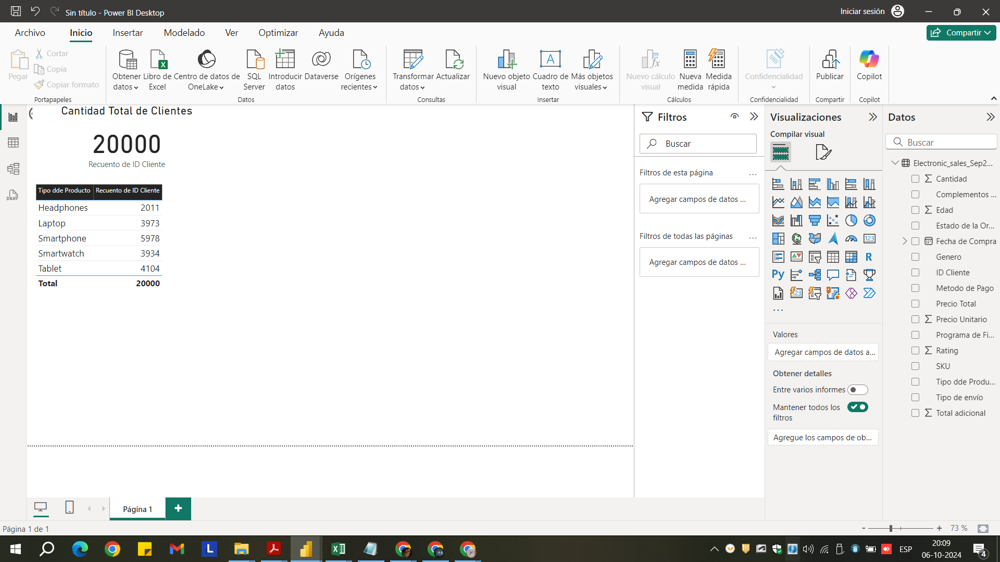 Sin título - Power BI Desktop
Iniciar sesión
Archivo
Inicio
Insertar
Modelado
Ver
Optimizar
Ayuda
Compartir
Pegar
Cortar
Copia
Copiar formato
Portapapeles
Obtener datos
Libro de Excel
Centro de datos de OneLake
SQL Server
Introducir datos
Dataverse
Orígenes recientes
Datos
Transformar datos
Actualizar
Consultas
Nuevo objeto visual
Cuadro de texto
Más objetos visuales
Insertar
Nuevo cálculo visual
Nueva medida
Medida rápida
Cálculos
Confidencialidad
Confidencialidad
Publicar
Compartir
Copilot
Copilot
Cantidad Total de Clientes
20000
Recuento de ID Cliente
Tipo dde Producto Recuento de ID Cliente
Headphones 2011
Laptop 3973
Smartphone 5978
Smartwatch 3934
Tablet 4104
Total 20000
Filtros
Buscar
Filtros de esta página ...
Agregar campos de datos ...
Filtros de todas las páginas ...
Agregar campos de datos ...
Visualizaciones
Compilar visual
...
Valores
Agregar campos de datos a...
Obtener detalles
Entre varios informes
Mantener todos los
filtros
Agregue los campos de ob...
Datos
Buscar
Electronic_sales_Sep2...
Cantidad
Complementos ...
Edad
Estado de la Or...
Fecha de Compra
Genero
ID Cliente
Metodo de Pago
Precio Total
Precio Unitario
Programa de Fi...
Rating
SKU
Tipo dde Produ...
Tipo de envío
Total adicional
Página 1
Página 1 de 1
73 %
ESP
20:09
06-10-2024
4